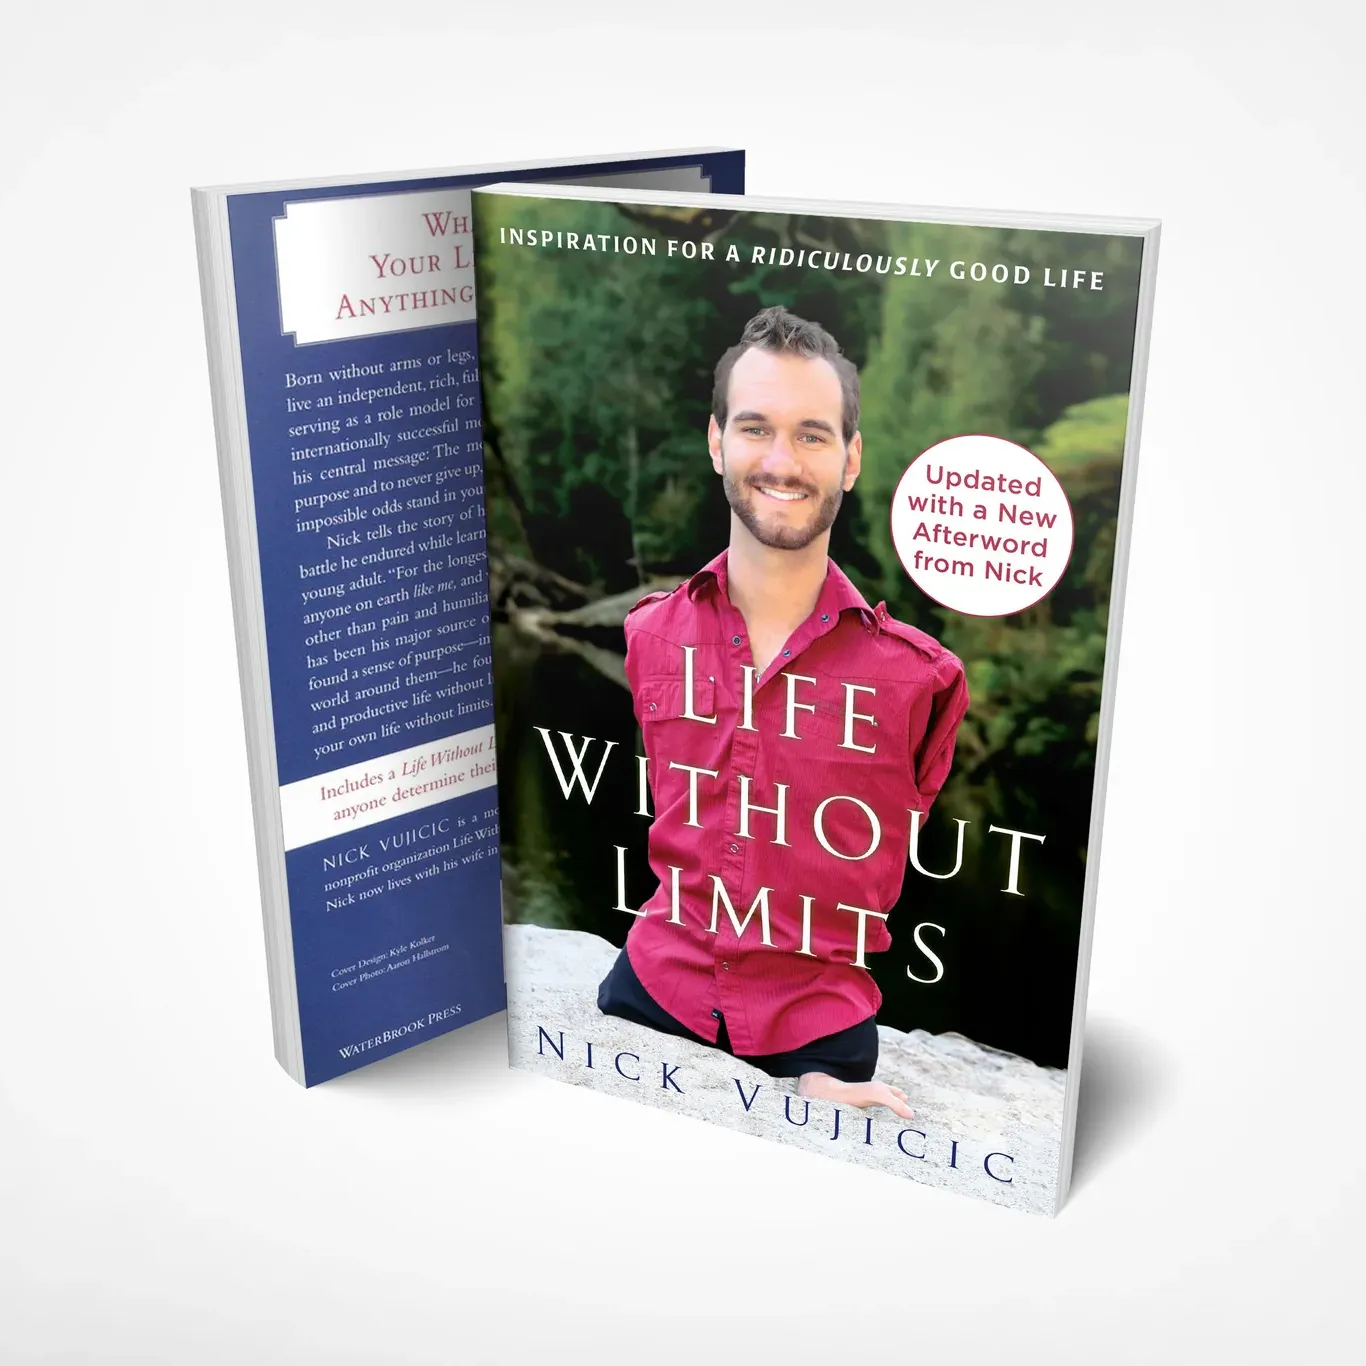 WHA
YOUR L
ANYTHING
Born without arms or legs,
live an independent, rich, ful
serving as a role model for
internationally successful m
his central message: The m
purpose and to never give up,
impossible odds stand in you
Nick tells the story of h
battle he endured while learn
young adult. “For the longes
anyone on earth like me, and
other than pain and humilia
has been his major source o
found a sense of purpose—in
world around them—he fou
and productive life without l
your own life without limits.
Includes a Life Without L
anyone determine thei
NICK VUJICIC is a mo
nonprofit organization Life With
Nick now lives with his wife in
Cover Design: Kyle Kolker
Cover Photo: Aaron Hallstrom
WATERBROOK PRESS
INSPIRATION FOR A RIDICULOUSLY GOOD LIFE
Updated
with a New
Afterword
from Nick
LIFE
WITHOUT
LIMITS
NICK VUJICIC